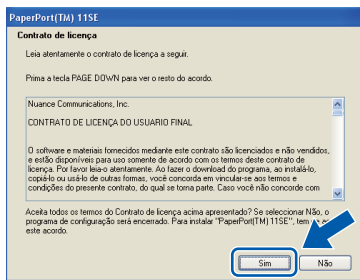 PaperPort(TM) 11SE
Contrato de licença
Leia atentamente o contrato de licença a seguir.
Prima a tecla PAGE DOWN para ver o resto do acordo.
Nuance Communications, Inc.
CONTRATO DE LICENÇA DO USUARIO FINAL
O software e materiais fornecidos mediante este contrato são licenciados e não vendidos,
e estão disponíveis para uso somente de acordo com os termos deste contrato de
licença. Por favor leia-o atentamente. Ao fazer o download do programa, ao instalá-lo,
copiá-lo ou usá-lo de outras formas, você concorda em vincular-se aos termos e
condições do presente contrato, do qual se torna parte. Caso você não concorde com
Aceita todos os termos do Contrato de licença acima apresentado? Se seleccionar Não, o
programa de configuração será encerrado. Para instalar "PaperPort(TM) 11SE", tem
este acordo.
Sim
Não